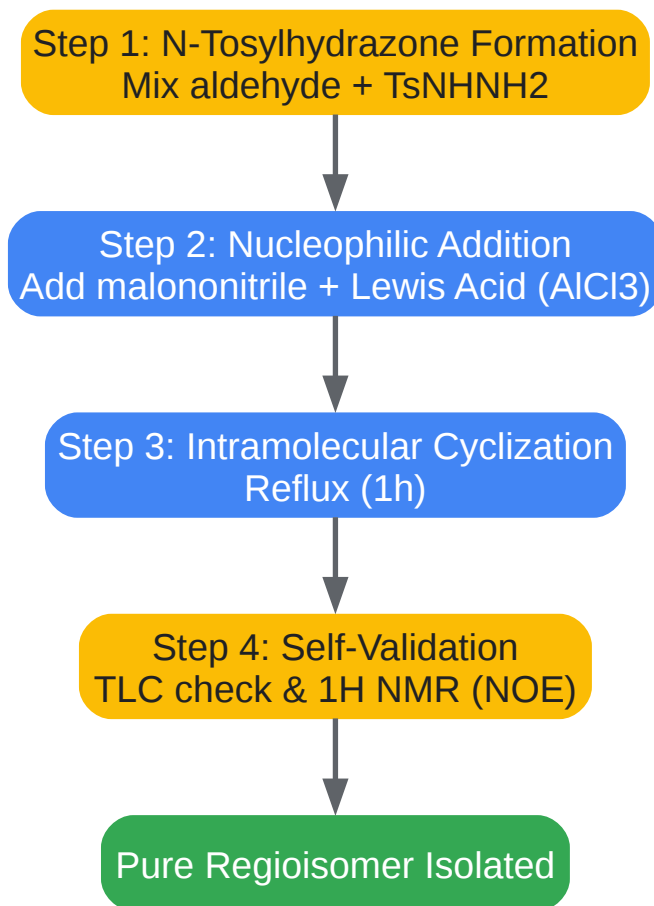 Step 1: N-Tosylhydrazone Formation
Mix aldehyde + TsNHNH2
Step 2: Nucleophilic Addition
Add malononitrile + Lewis Acid (AlCl3)
Step 3: Intramolecular Cyclization
Reflux (1h)
Step 4: Self-Validation
TLC check & 1H NMR (NOE)
Pure Regioisomer Isolated